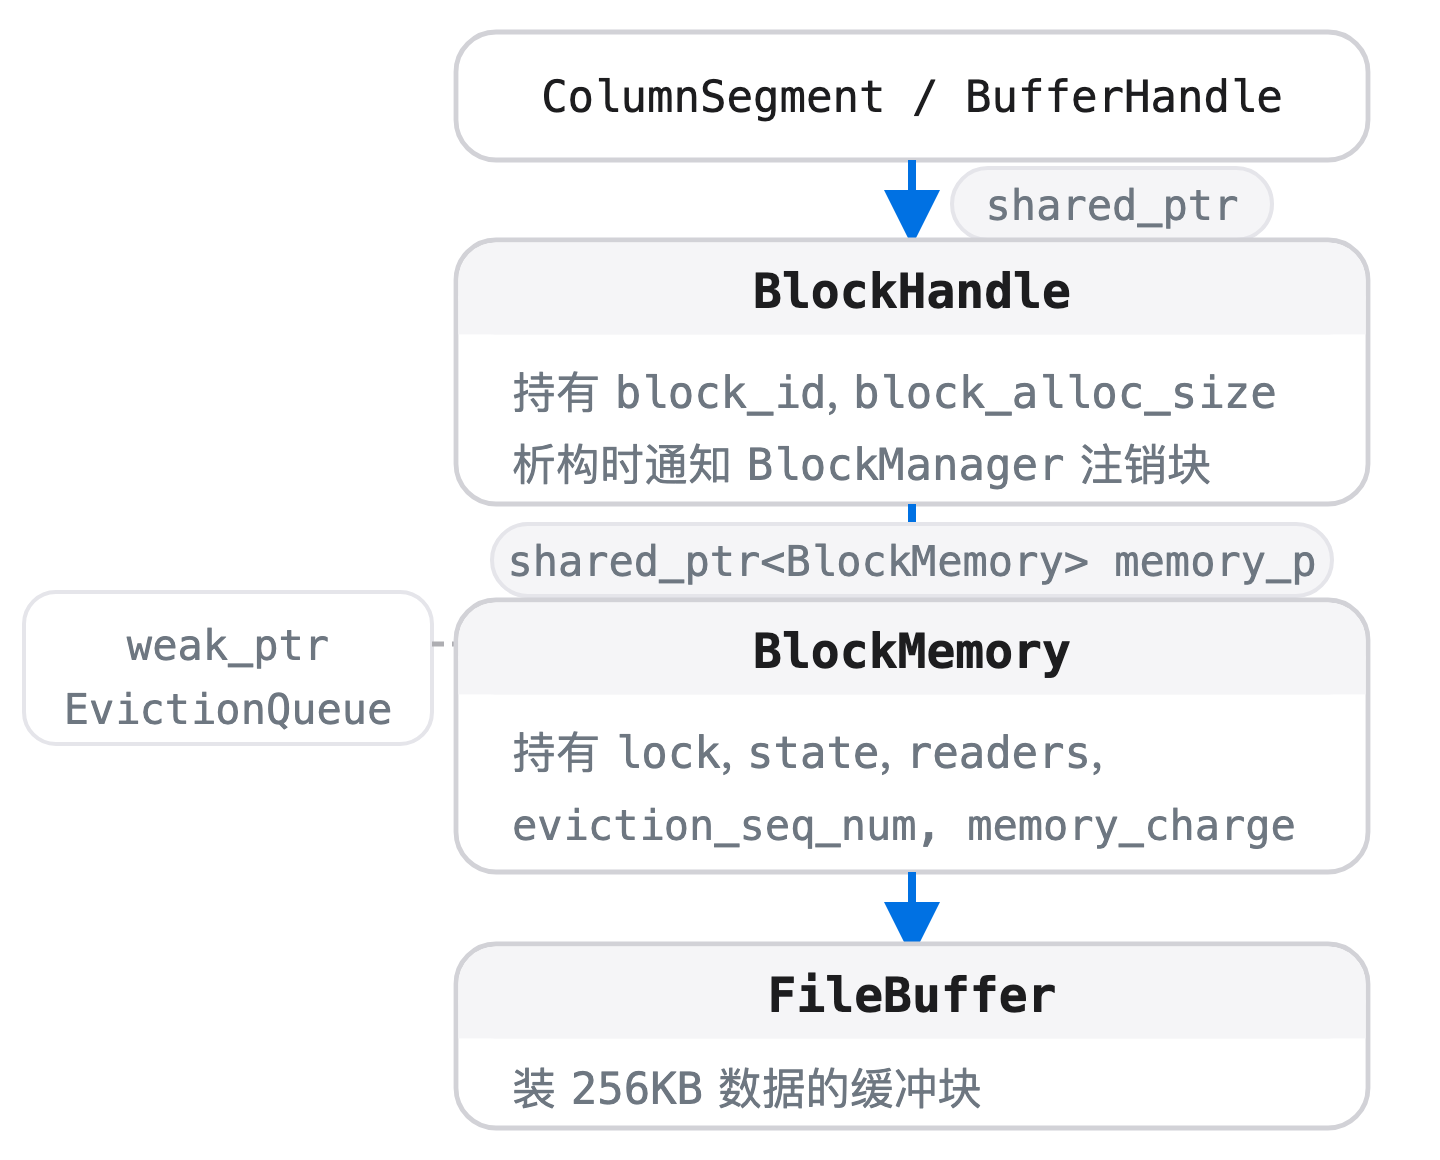 ColumnSegment / BufferHandle
shared_ptr
BlockHandle
持有 block_id, block_alloc_size
析构时通知 BlockManager 注销块
shared_ptr<BlockMemory> memory_p
weak_ptr
EvictionQueue
BlockMemory
持有 lock, state, readers,
eviction_seq_num, memory_charge
FileBuffer
装 256KB 数据的缓冲块